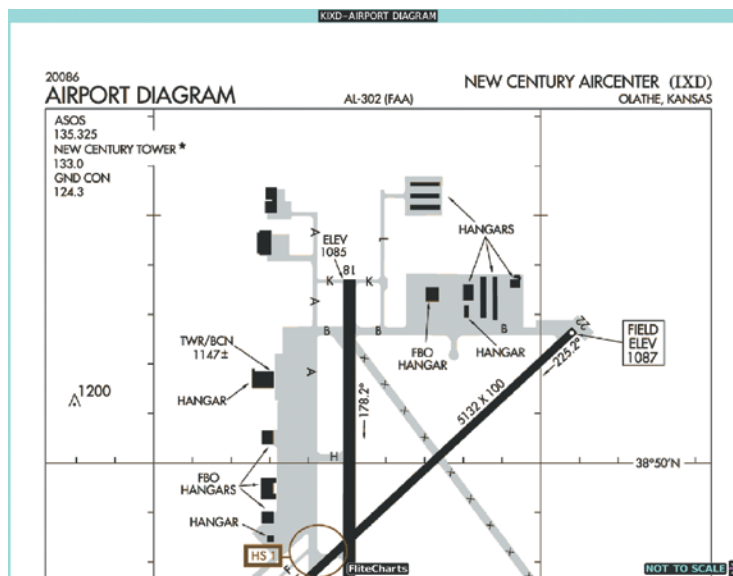 KIXD-AIRPORT DIAGRAM
20086
AIRPORT DIAGRAM
AL-302 (FAA)
NEW CENTURY AIRCENTER (IXD)
OLATHE, KANSAS
ASOS
135.325
NEW CENTURY TOWER*
133.0
GND CON
124.3
HANGARS
A
L
ELEV
1085
K
18
K
A
22
B
B
B
FBO
HANGAR
HANGAR
FIELD
ELEV
1087
TWR/BCN
1147±
225.2°
A
1200
HANGAR
178.2°
5132 X 100
X
X
X
X
X
X
X
H
38°50'N
FBO
HANGARS
HANGAR
HS 1
F
FliteCharts
NOT TO SCALE